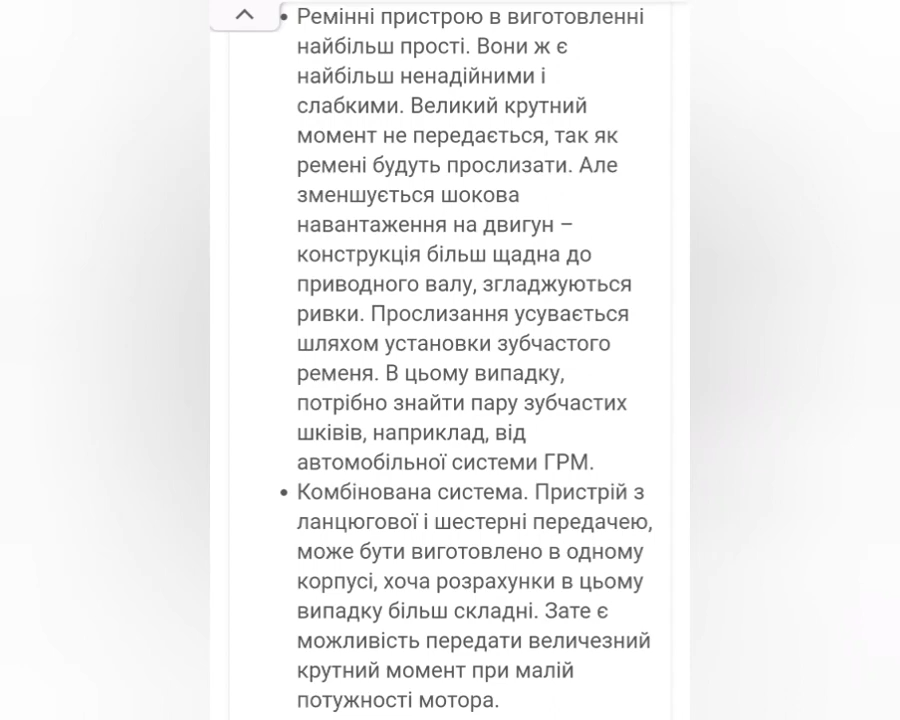 • Ремінні пристрою в виготовленні
найбільш прості. Вони ж є
найбільш ненадійними і
слабкими. Великий крутний
момент не передається, так як
ремені будуть прослизати. Але
зменшується шокова
навантаження на двигун –
конструкція більш щадна до
приводного валу, згладжуються
ривки. Прослизання усувається
шляхом установки зубчастого
ременя. В цьому випадку,
потрібно знайти пару зубчастих
шківів, наприклад, від
автомобільної системи ГРМ.
• Комбінована система. Пристрій з
ланцюгової і шестерні передачею,
може бути виготовлено в одному
корпусі, хоча розрахунки в цьому
випадку більш складні. Зате є
можливість передати величезний
крутний момент при малій
потужності мотора.